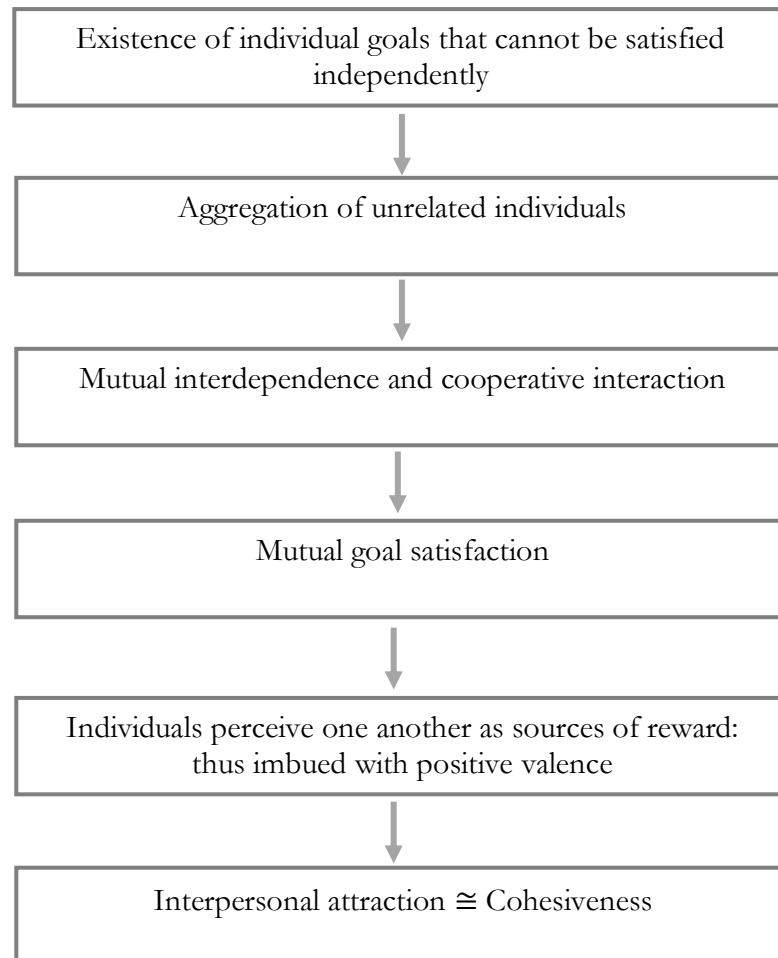 Existence of individual goals that cannot be satisfied
independently
Aggregation of unrelated individuals
Mutual interdependence and cooperative interaction
Mutual goal satisfaction
Individuals perceive one another as sources of reward:
thus imbued with positive valence
Interpersonal attraction ≅ Cohesiveness